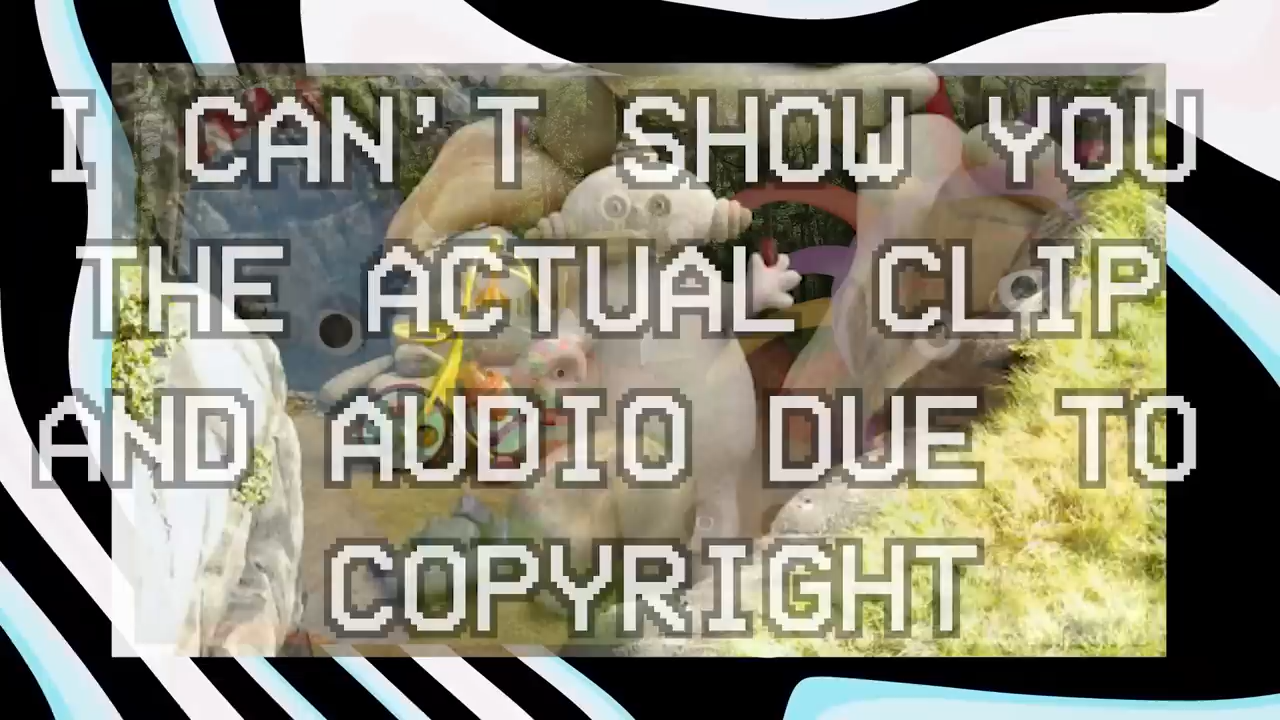 I CAN'T SHOW YOU
THE ACTUAL CLIP
AND AUDIO DUE TO
COPYRIGHT